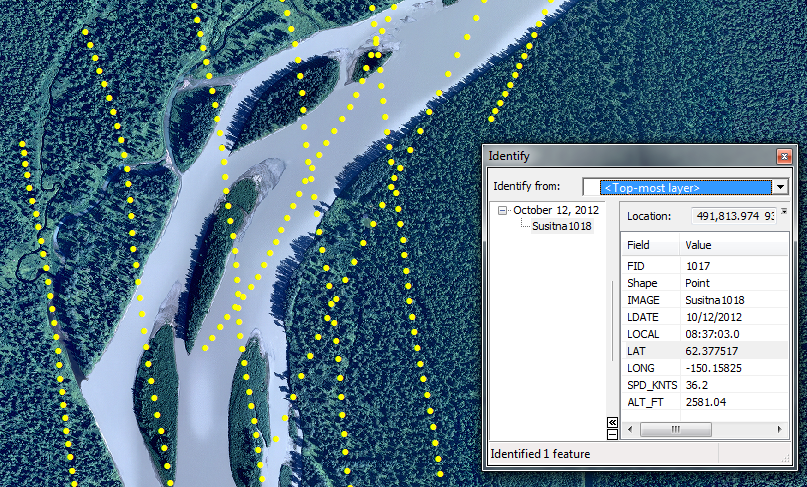 Identify
Identify from: <Top-most layer>
October 12, 2012
Susitna1018
Location: 491,813.974 93
Field Value
FID 1017
Shape Point
IMAGE Susitna1018
LDATE 10/12/2012
LOCAL 08:37:03.0
LAT 62.377517
LONG -150.15825
SPD_KNTS 36.2
ALT_FT 2581.04
Identified 1 feature